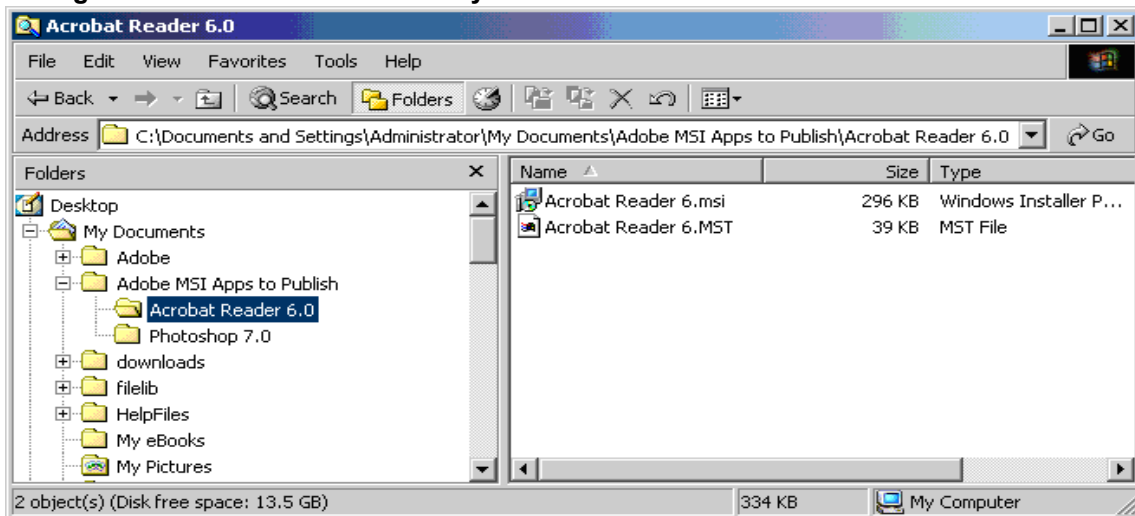 Acrobat Reader 6.0
File Edit View Favorites Tools Help
Back Search Folders
Address C:\Documents and Settings\Administrator\My Documents\Adobe MSI Apps to Publish\Acrobat Reader 6.0 Go
Folders Name Size Type
Desktop Acrobat Reader 6.msi 296 KB Windows Installer P...
My Documents Acrobat Reader 6.MST 39 KB MST File
Adobe
Adobe MSI Apps to Publish
Acrobat Reader 6.0
Photoshop 7.0
downloads
filelib
HelpFiles
My eBooks
My Pictures
2 object(s) (Disk free space: 13.5 GB) 334 KB My Computer